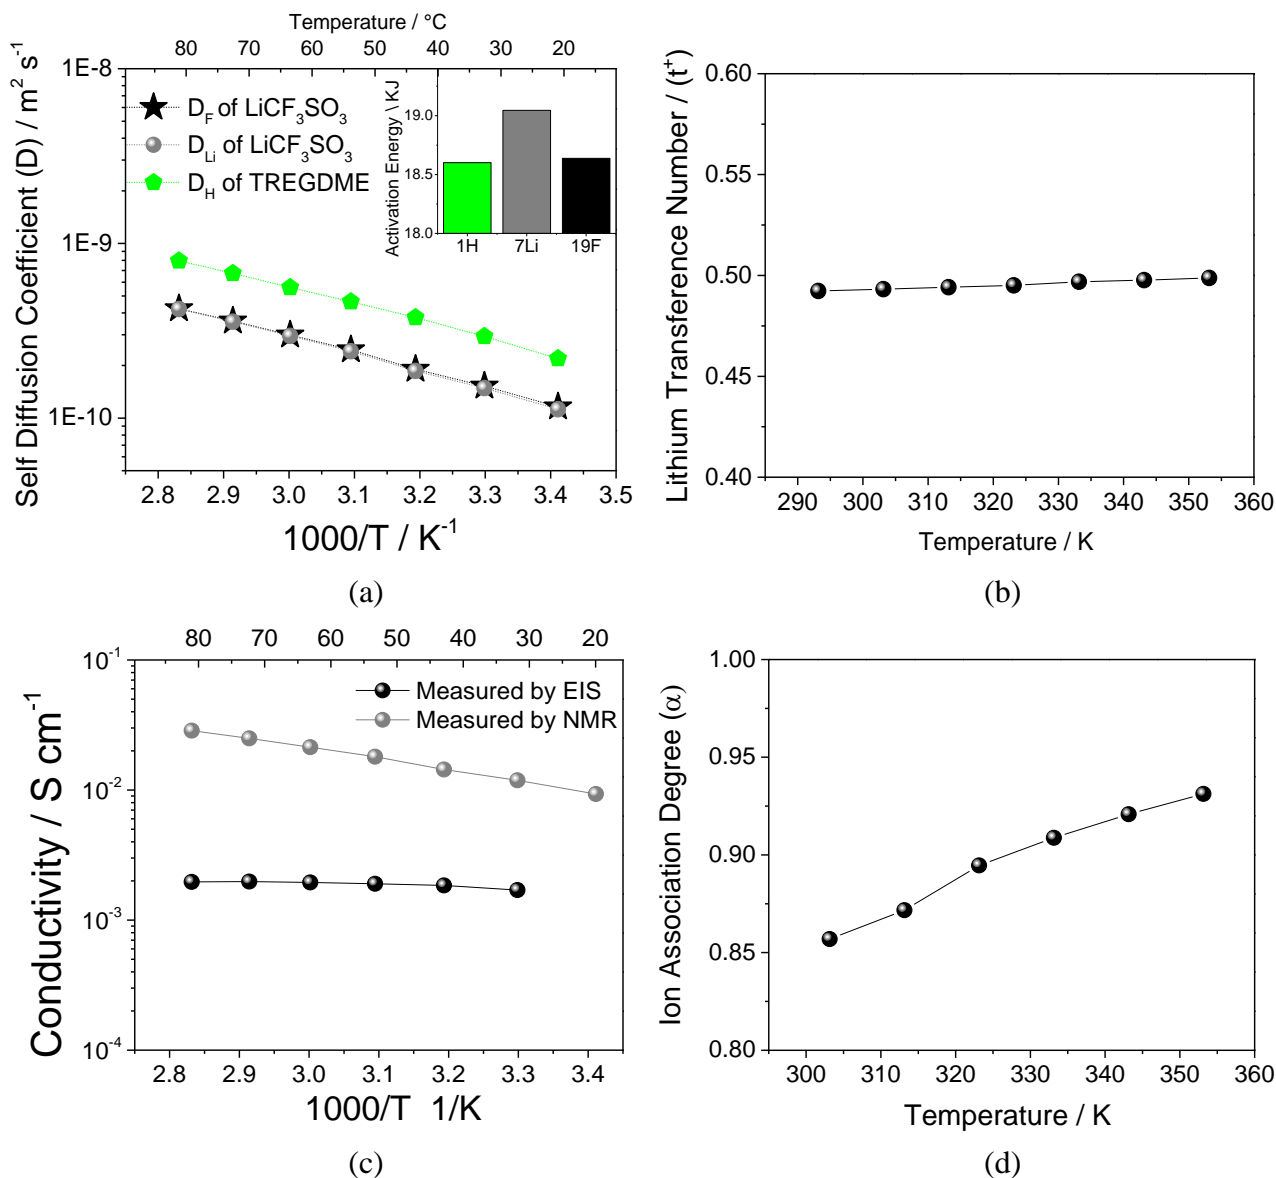 Temperature / °C
80 70 60 50 40 30 20
1E-8
1E-9
1E-10
Self Diffusion Coefficient (D) / m² s⁻¹
D_F of LiCF₃SO₃
D_Li of LiCF₃SO₃
D_H of TREGDME
Activation Energy \ KJ
19.0
18.5
18.0
1H 7Li 19F
2.8 2.9 3.0 3.1 3.2 3.3 3.4 3.5
1000/T / K⁻¹
(a)
Lithium Transference Number / (t⁺)
0.60
0.55
0.50
0.45
0.40
290 300 310 320 330 340 350 360
Temperature / K
(b)
80 70 60 50 40 30 20
10⁻¹
10⁻²
10⁻³
10⁻⁴
Conductivity / S cm⁻¹
Measured by EIS
Measured by NMR
2.8 2.9 3.0 3.1 3.2 3.3 3.4
1000/T 1/K
(c)
Ion Association Degree (α)
1.00
0.95
0.90
0.85
0.80
300 310 320 330 340 350 360
Temperature / K
(d)